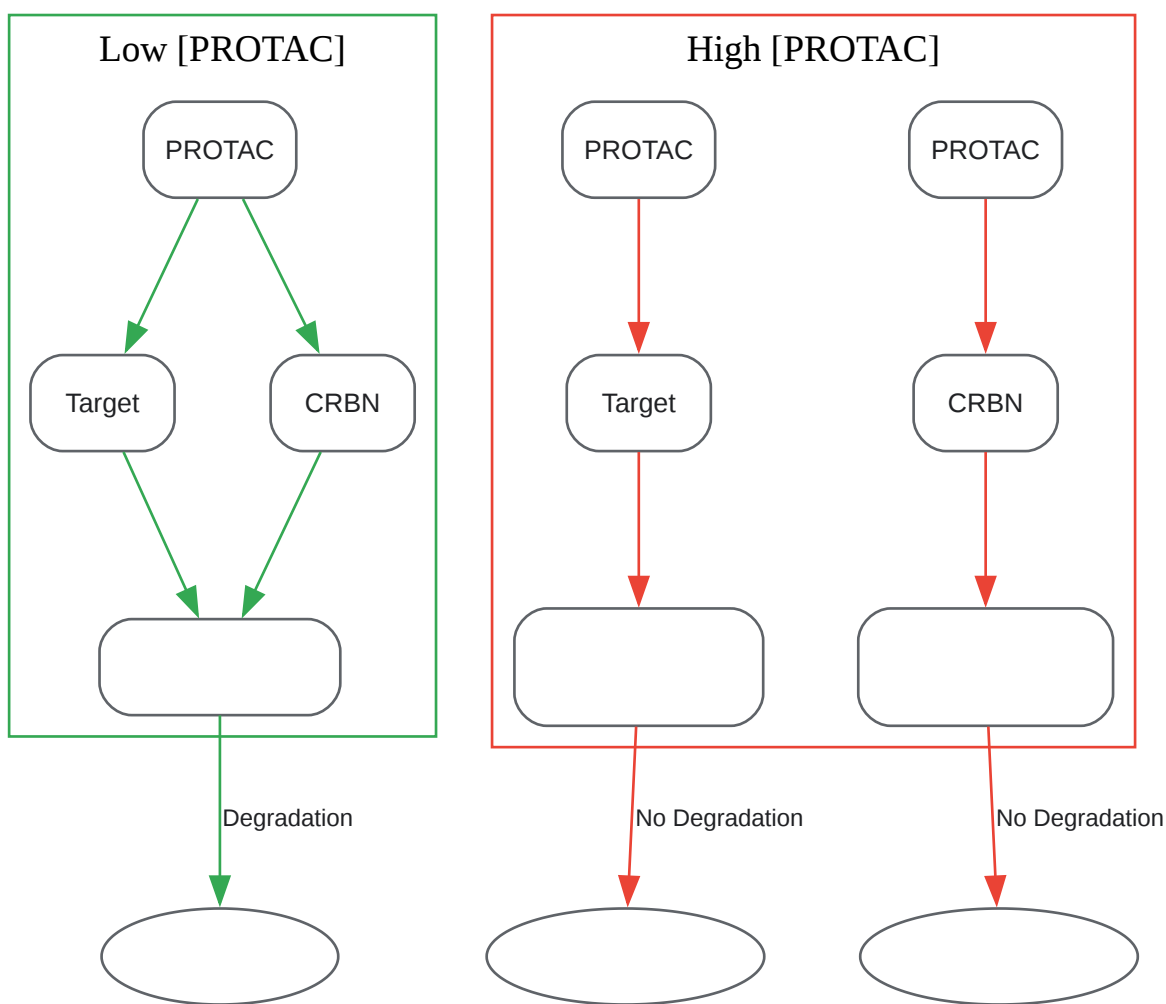 Low [PROTAC]
High [PROTAC]
PROTAC
PROTAC
PROTAC
Target
CRBN
Target
CRBN
Degradation
No Degradation
No Degradation